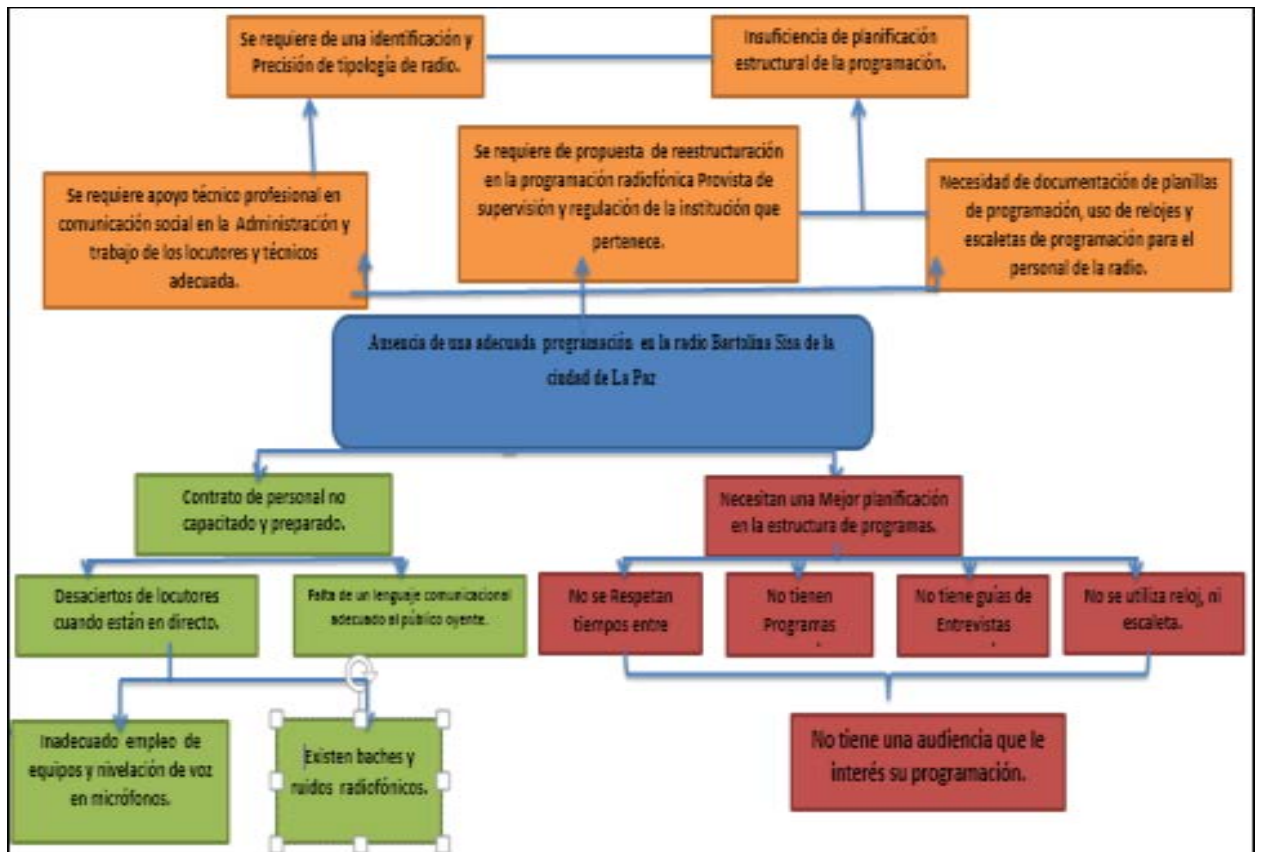 Se requiere de una identificación y
Precisión de tipología de radio.
Insuficiencia de planificación
estructural de la programación.
Se requiere apoyo técnico profesional en
comunicación social en la Administración y
trabajo de los locutores y técnicos
adecuada.
Se requiere de propuesta de reestructuración
en la programación radiofónica Provista de
supervisión y regulación de la institución que
pertenece.
Necesidad de documentación de planillas
de programación, uso de relojes y
escaletas de programación para el
personal de la radio.
Ausencia de una adecuada programación en la radio Bartolina Sisa de la
ciudad de La Paz
Contrato de personal no
capacitado y preparado.
Necesitan una Mejor planificación
en la estructura de programas.
Desaciertos de locutores
cuando están en directo.
Falta de un lenguaje comunicacional
adecuado al público oyente.
No se Respetan
tiempos entre
No tienen
Programas
No tiene guías de
Entrevistas
No se utiliza reloj, ni
escaleta.
Inadecuado empleo de
equipos y nivelación de voz
en micrófonos.
Existen baches y
ruidos radiofónicos.
No tiene una audiencia que le
interés su programación.